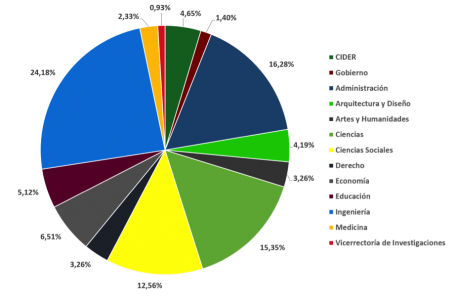 0,93%
2,33%
4,65%
1,40%
16,28%
24,18%
4,19%
3,26%
5,12%
6,51%
3,26%
15,35%
12,56%
CIDER
Gobierno
Administración
Arquitectura y Diseño
Artes y Humanidades
Ciencias
Ciencias Sociales
Derecho
Economía
Educación
Ingeniería
Medicina
Vicerrectoría de Investigaciones